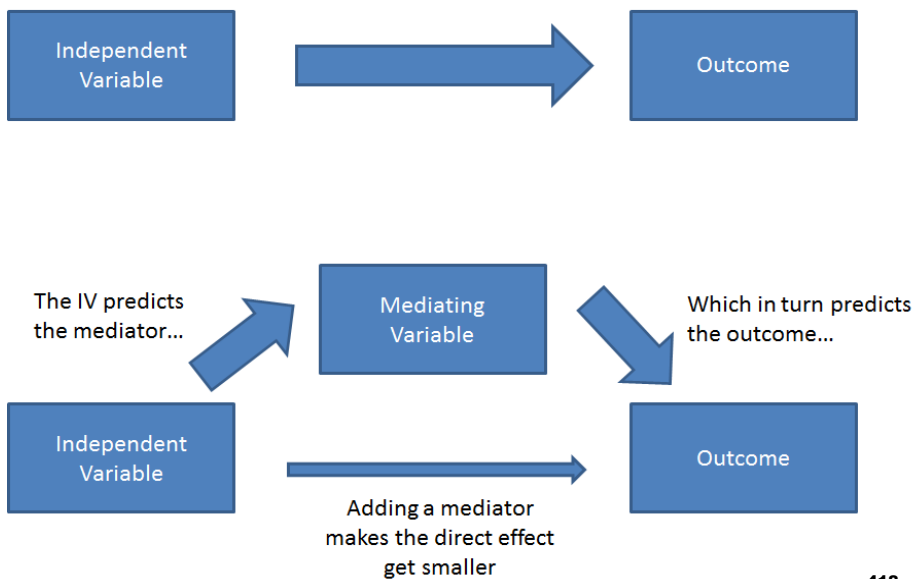 Independent
Variable
Outcome
The IV predicts
the mediator...
Mediating
Variable
Which in turn predicts
the outcome...
Independent
Variable
Outcome
Adding a mediator
makes the direct effect
get smaller